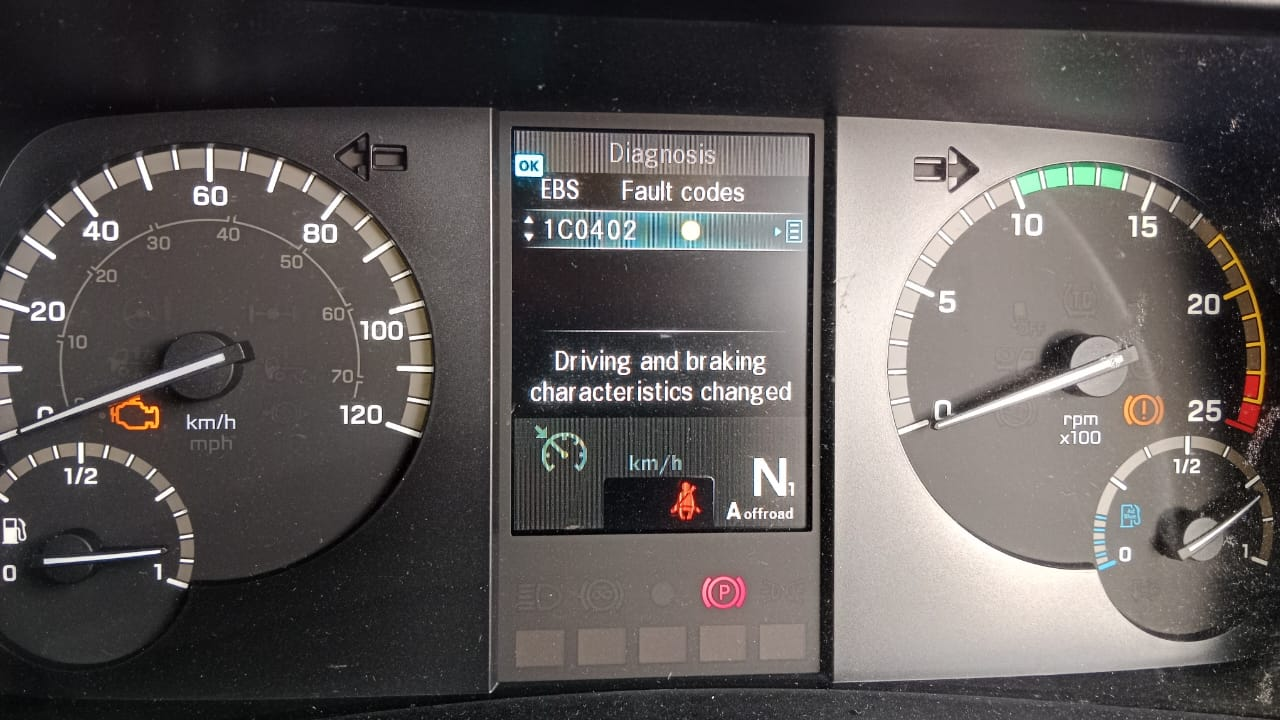 Diagnosis
OK
EBS Fault codes
1C0402
Driving and braking
characteristics changed
km/h
N1
A offroad
P
0
20
40
60
80
100
120
10
20
30
40
50
60
70
km/h
mph
0
1/2
1
0
5
10
15
20
25
rpm
x100
0
1/2
1